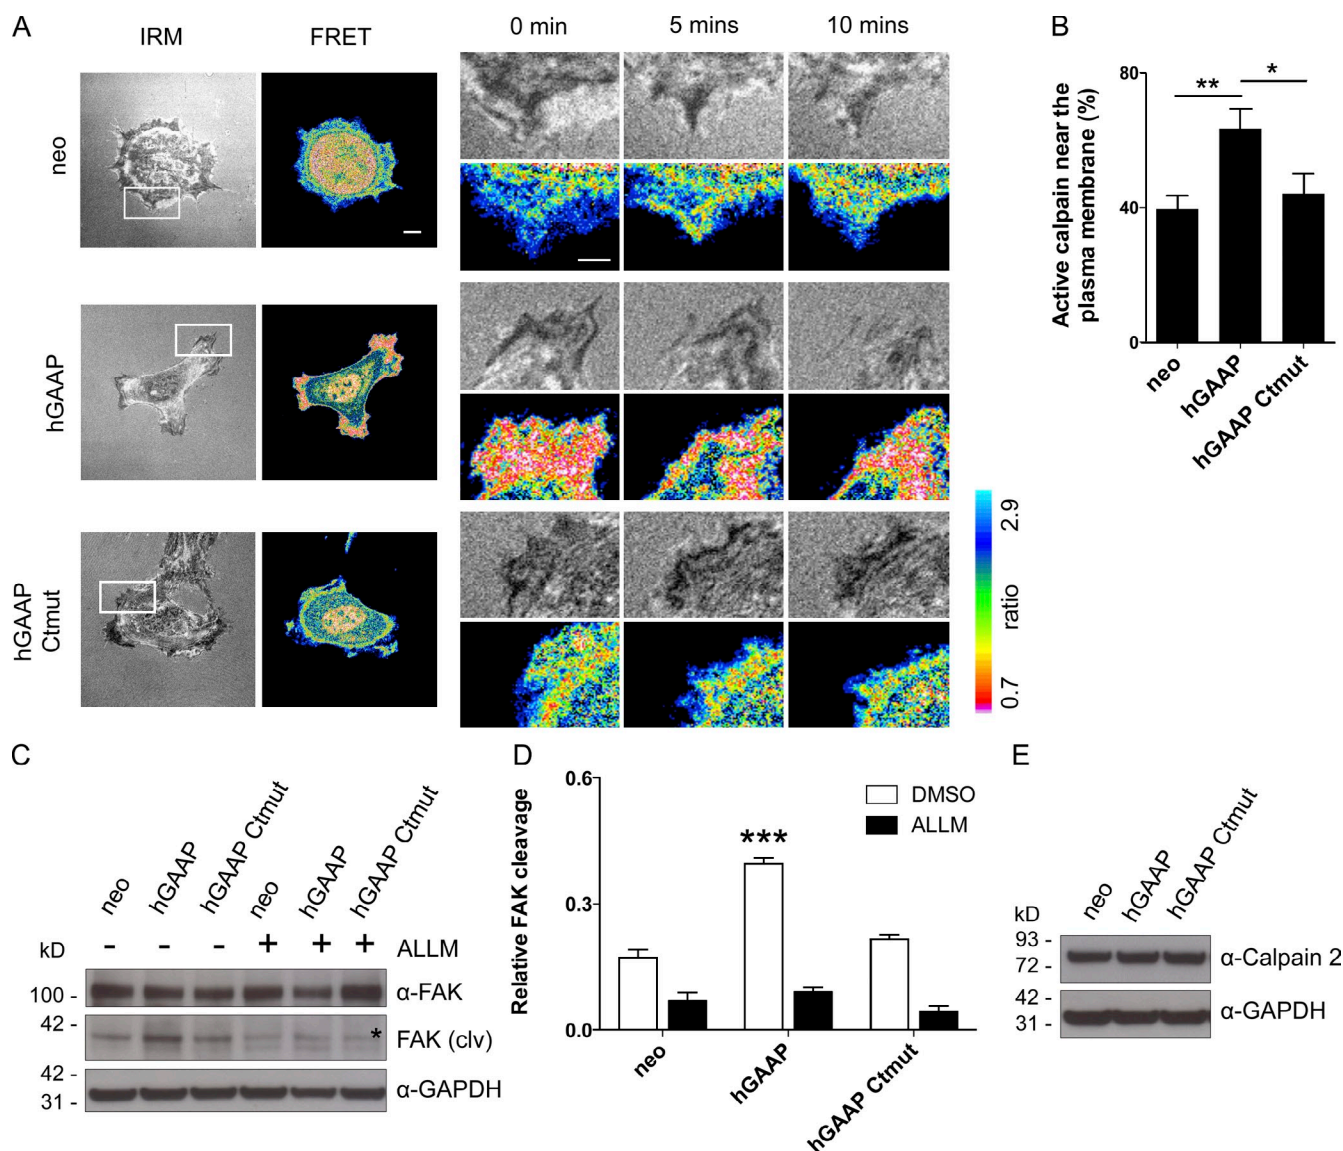 A
IRM
FRET
0 min
5 mins
10 mins
neo
hGAAP
hGAAP
Ctmut
2.9
ratio
0.7
B
Active calpain near the
plasma membrane (%)
80
40
0
**
*
neo
hGAAP
hGAAP Ctmut
C
neo
hGAAP
hGAAP Ctmut
neo
hGAAP
hGAAP Ctmut
kD
- - - + + + ALLM
100 - α-FAK
42 -
* FAK (clv)
42 -
31 - α-GAPDH
D
Relative FAK cleavage
0.6
0.3
0.0
DMSO
ALLM
***
neo
hGAAP
hGAAP Ctmut
E
neo
hGAAP
hGAAP Ctmut
kD
93 -
72 - α-Calpain 2
42 -
31 - α-GAPDH